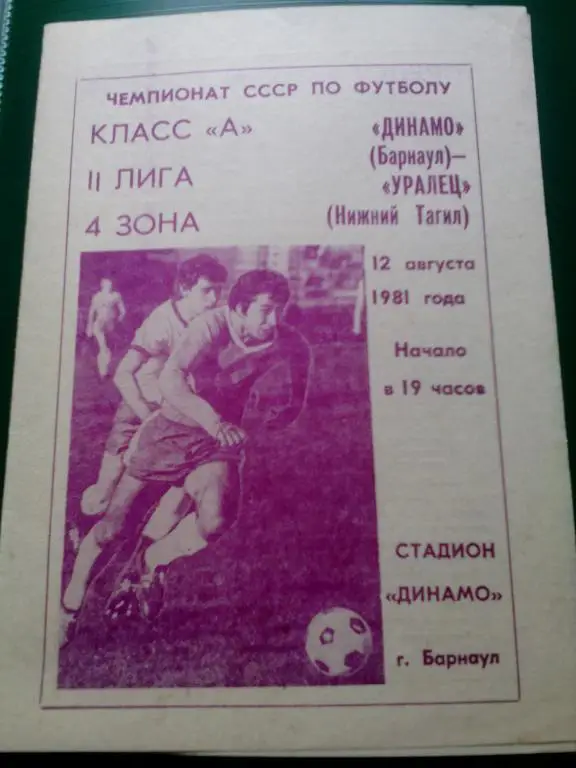 ЧЕМПИОНАТ СССР ПО ФУТБОЛУ
КЛАСС «А»
II ЛИГА
4 ЗОНА
«ДИНАМО»
(Барнаул)—
«УРАЛЕЦ»
(Нижний Тагил)
12 августа
1981 года
Начало
в 19 часов
СТАДИОН
«ДИНАМО»
г. Барнаул